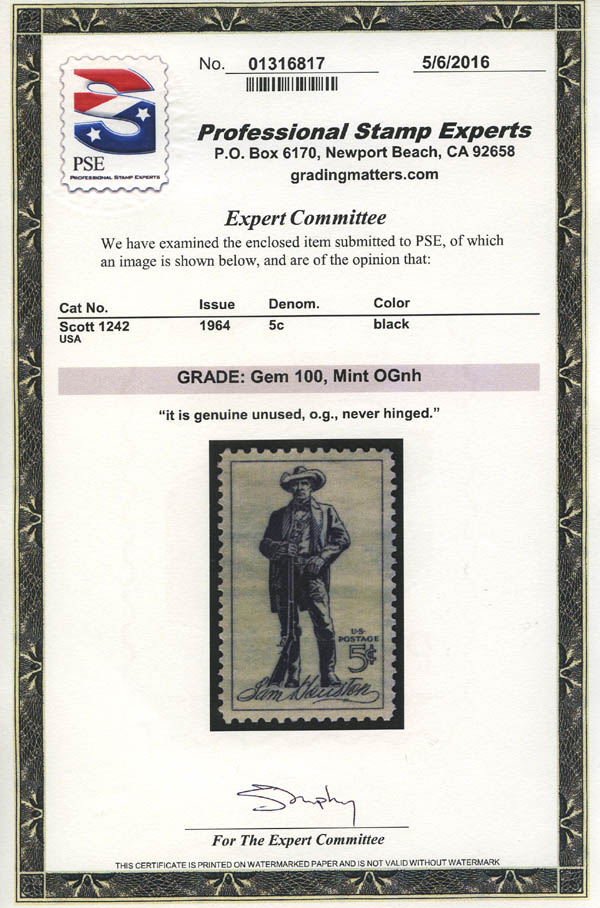 No. 01316817 5/6/2016
PSE
PROFESSIONAL STAMP EXPERTS
Professional Stamp Experts
P.O. Box 6170, Newport Beach, CA 92658
gradingmatters.com
Expert Committee
We have examined the enclosed item submitted to PSE, of which
an image is shown below, and are of the opinion that:
Cat No. Issue Denom. Color
Scott 1242 1964 5c black
USA
GRADE: Gem 100, Mint OGnh
“it is genuine unused, o.g., never hinged.”
U.S.
POSTAGE
5¢
Sam Houston
For The Expert Committee
THIS CERTIFICATE IS PRINTED ON WATERMARKED PAPER AND IS NOT VALID WITHOUT WATERMARK